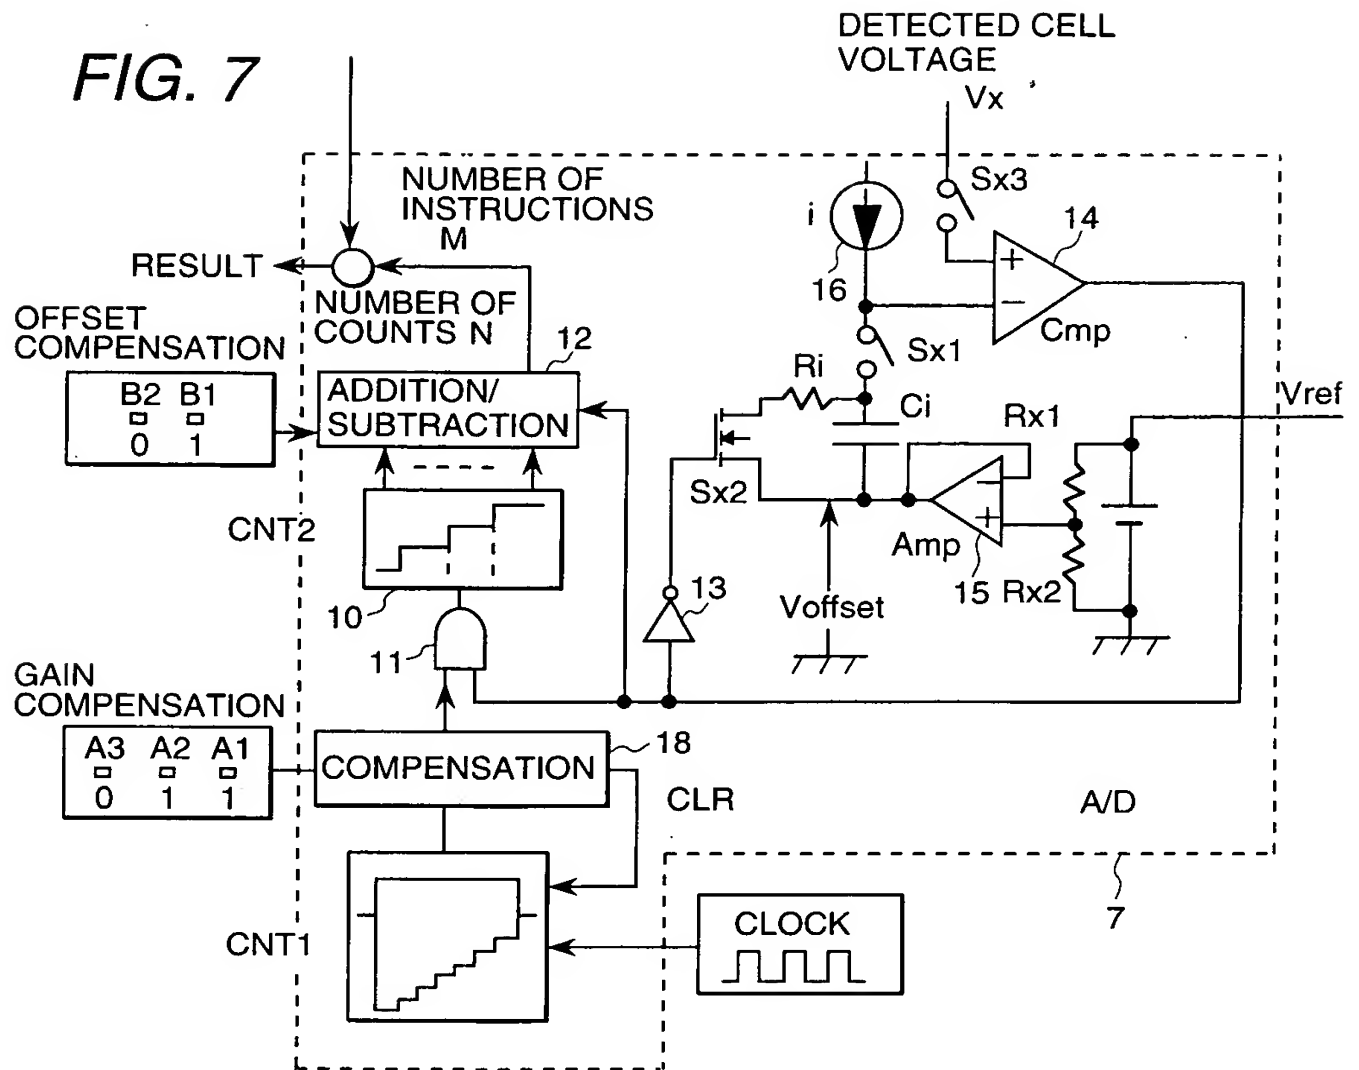 FIG. 7
DETECTED CELL
VOLTAGE
Vx
NUMBER OF
INSTRUCTIONS
M
i
Sx3
14
RESULT
16
+
−
NUMBER OF
COUNTS N
Cmp
OFFSET
COMPENSATION
12
Sx1
Ri
B2 B1
0 1
ADDITION/
SUBTRACTION
Ci
Rx1
Vref
Sx2
−
+
CNT2
Amp
15
Rx2
10
13
Voffset
11
GAIN
COMPENSATION
A3 A2 A1
0 1 1
COMPENSATION
18
CLR
A/D
7
CNT1
CLOCK